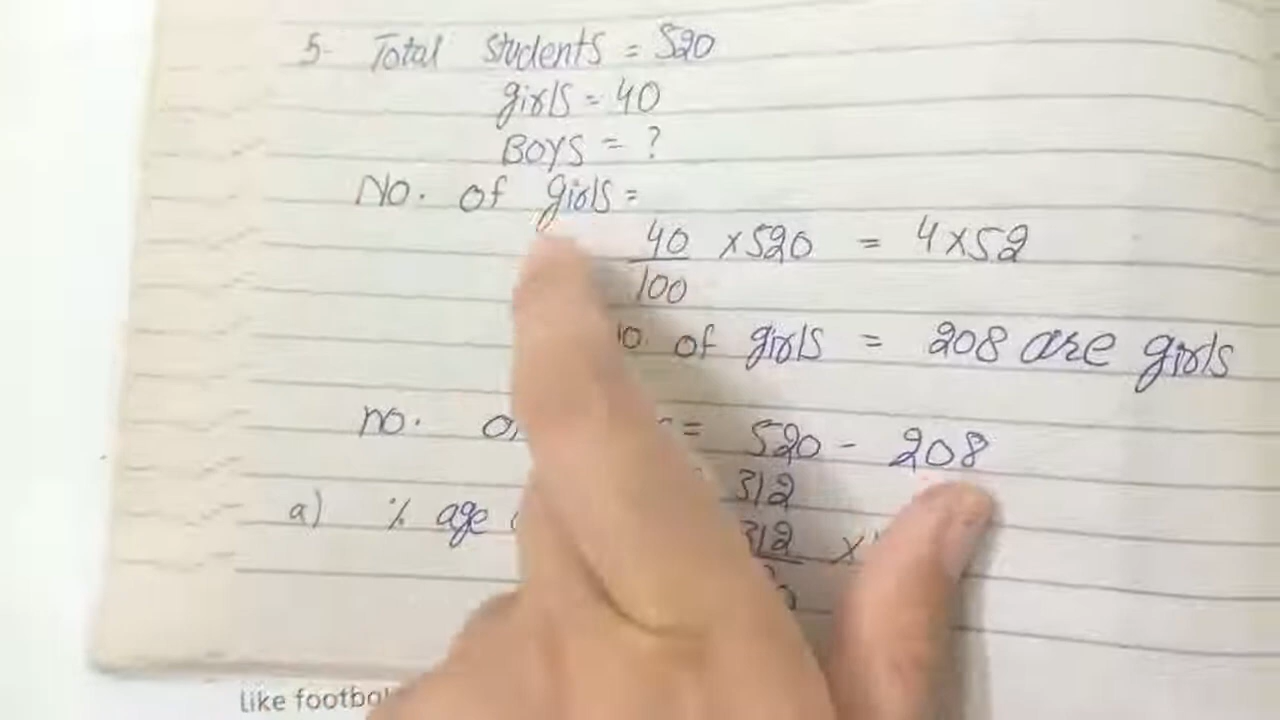 5- Total students = 520
girls = 40
BOYS = ?
No. of girls =
40/100 × 520 = 4×52
of girls = 208 are girls
no. = 520 - 208
312
a) % age 312 ×
like footbal